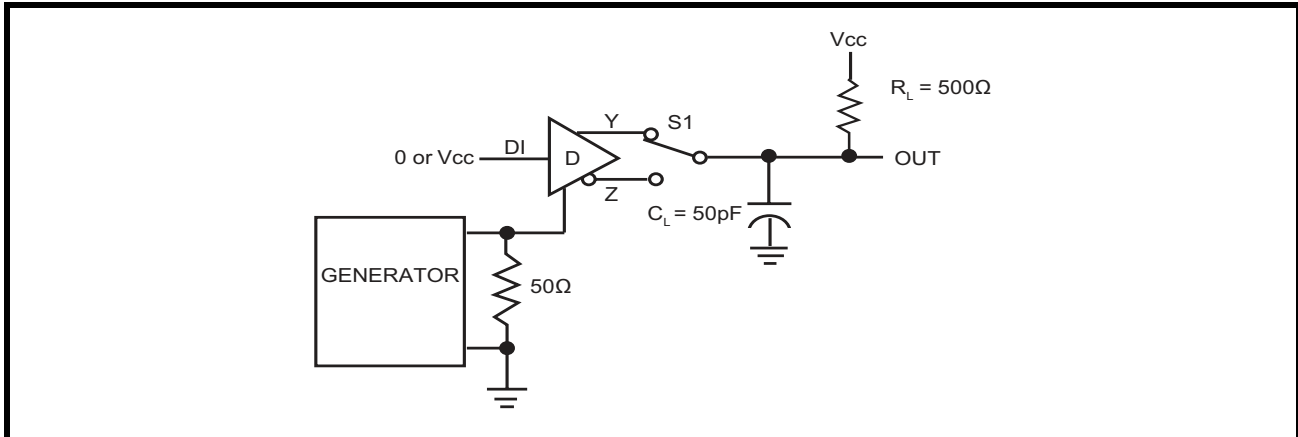 Vcc
R_L = 500Ω
Y
S1
0 or Vcc
DI
D
OUT
Z
C_L = 50pF
GENERATOR
50Ω